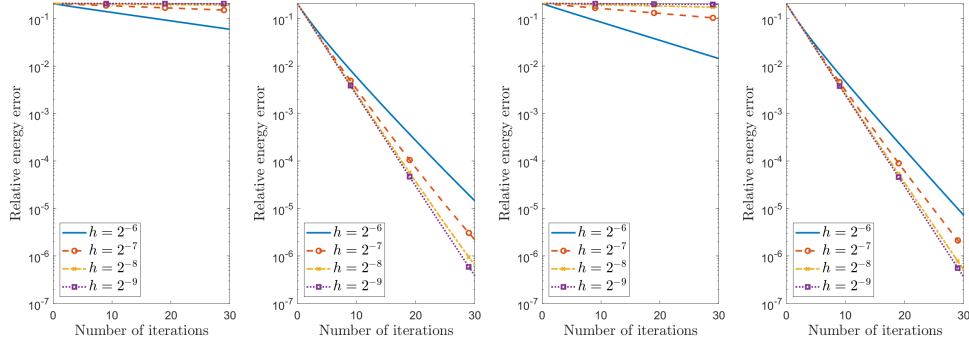 10^-1
10^-2
10^-3
10^-4
10^-5
10^-6
10^-7
Relative energy error
h = 2^-6
h = 2^-7
h = 2^-8
h = 2^-9
0 10 20 30
Number of iterations
10^-1
10^-2
10^-3
10^-4
10^-5
10^-6
10^-7
Relative energy error
h = 2^-6
h = 2^-7
h = 2^-8
h = 2^-9
0 10 20 30
Number of iterations
10^-1
10^-2
10^-3
10^-4
10^-5
10^-6
10^-7
Relative energy error
h = 2^-6
h = 2^-7
h = 2^-8
h = 2^-9
0 10 20 30
Number of iterations
10^-1
10^-2
10^-3
10^-4
10^-5
10^-6
10^-7
Relative energy error
h = 2^-6
h = 2^-7
h = 2^-8
h = 2^-9
0 10 20 30
Number of iterations